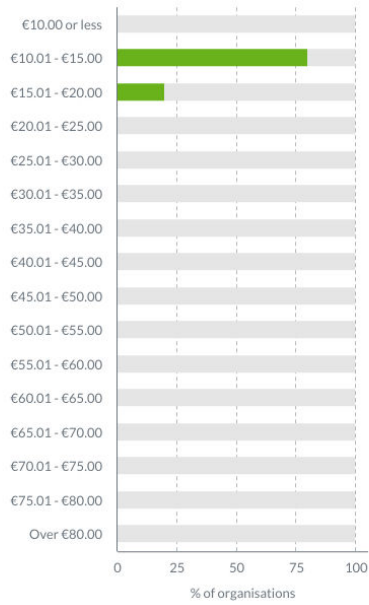 €10.00 or less
€10.01 - €15.00
€15.01 - €20.00
€20.01 - €25.00
€25.01 - €30.00
€30.01 - €35.00
€35.01 - €40.00
€40.01 - €45.00
€45.01 - €50.00
€50.01 - €55.00
€55.01 - €60.00
€60.01 - €65.00
€65.01 - €70.00
€70.01 - €75.00
€75.01 - €80.00
Over €80.00
0 25 50 75 100
% of organisations